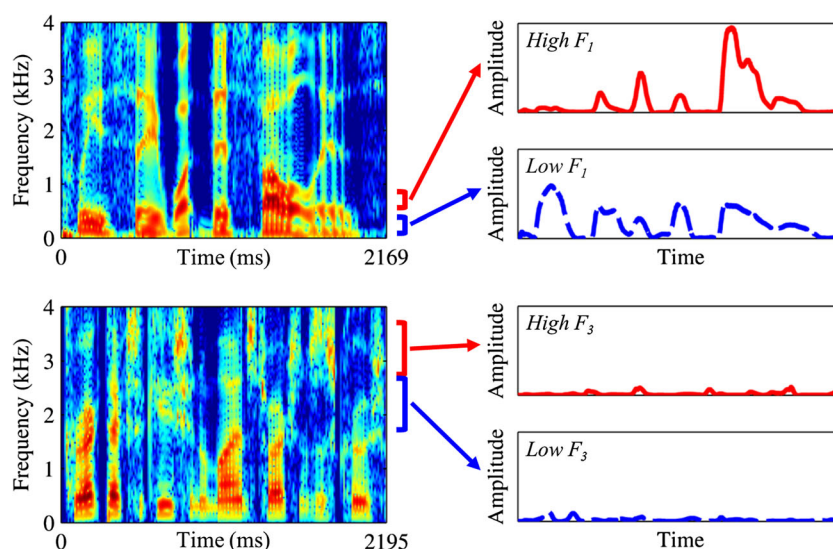 4
3
2
1
0
Frequency (kHz)
0
Time (ms)
2169
Amplitude
High F1
Amplitude
Low F1
Time
4
3
2
1
0
Frequency (kHz)
0
Time (ms)
2195
Amplitude
High F3
Amplitude
Low F3
Time